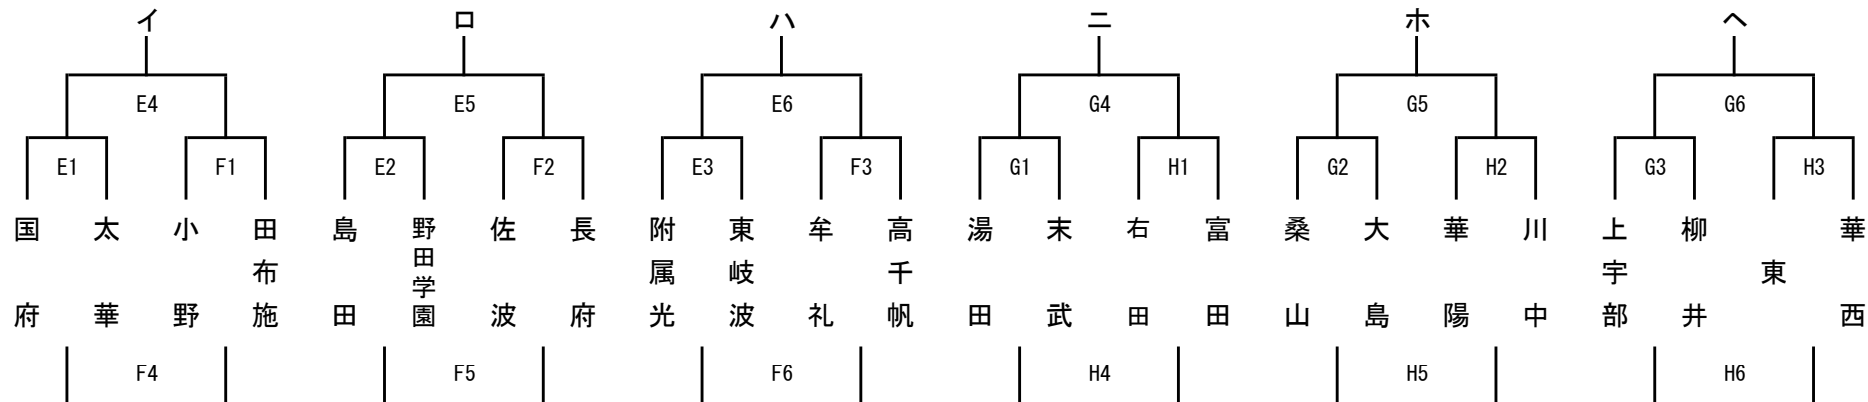 イ ロ ハ ニ ホ ヘ
E4 E5 E6 G4 G5 G6
E1 F1 E2 F2 E3 F3 G1 H1 G2 H2 G3 H3
国府 太華 小野 田布施 島田 野田学園 佐波 長府 附属光 東岐波 牟礼 高千帆 湯田 末武 右田 富田 桑山 大島 華陽 川中 上宇部 柳井 東 華西
F4 F5 F6 H4 H5 H6